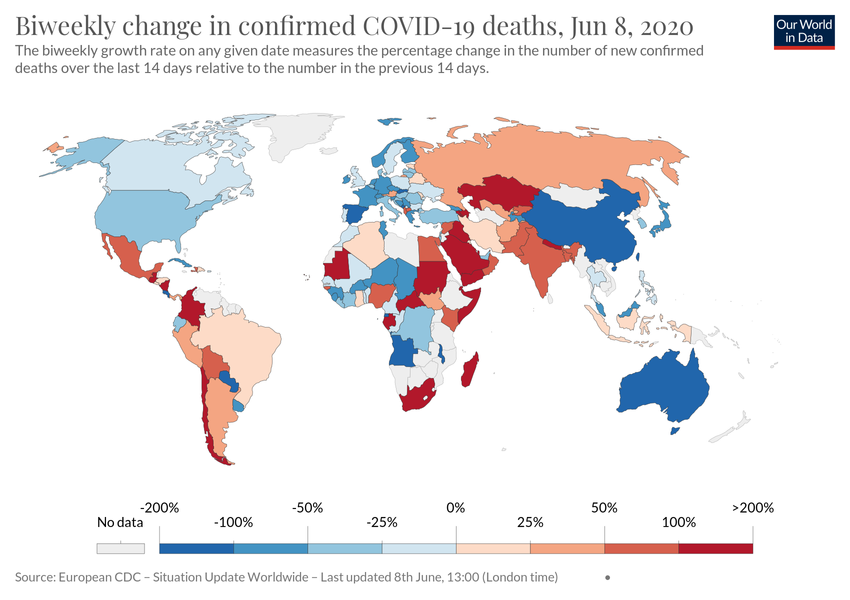 Biweekly change in confirmed COVID-19 deaths, Jun 8, 2020
Our World
in Data
The biweekly growth rate on any given date measures the percentage change in the number of new confirmed
deaths over the last 14 days relative to the number in the previous 14 days.
-200% -50% 0% 50% >200%
No data -100% -25% 25% 100%
Source: European CDC – Situation Update Worldwide – Last updated 8th June, 13:00 (London time) •